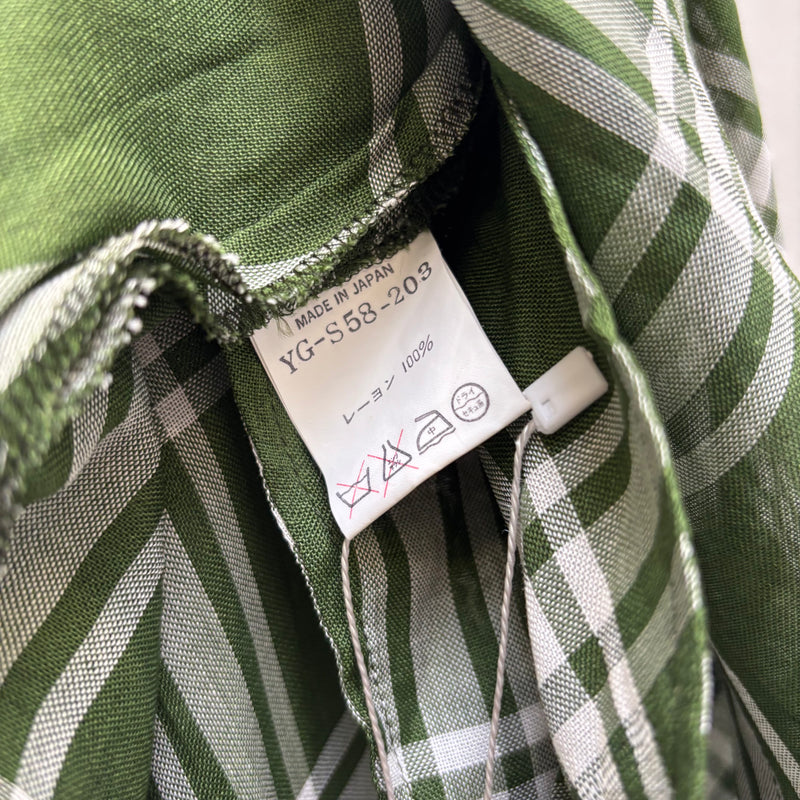 MADE IN JAPAN
YG-S58-203
レーヨン 100%
中
ドライ
セキユ系